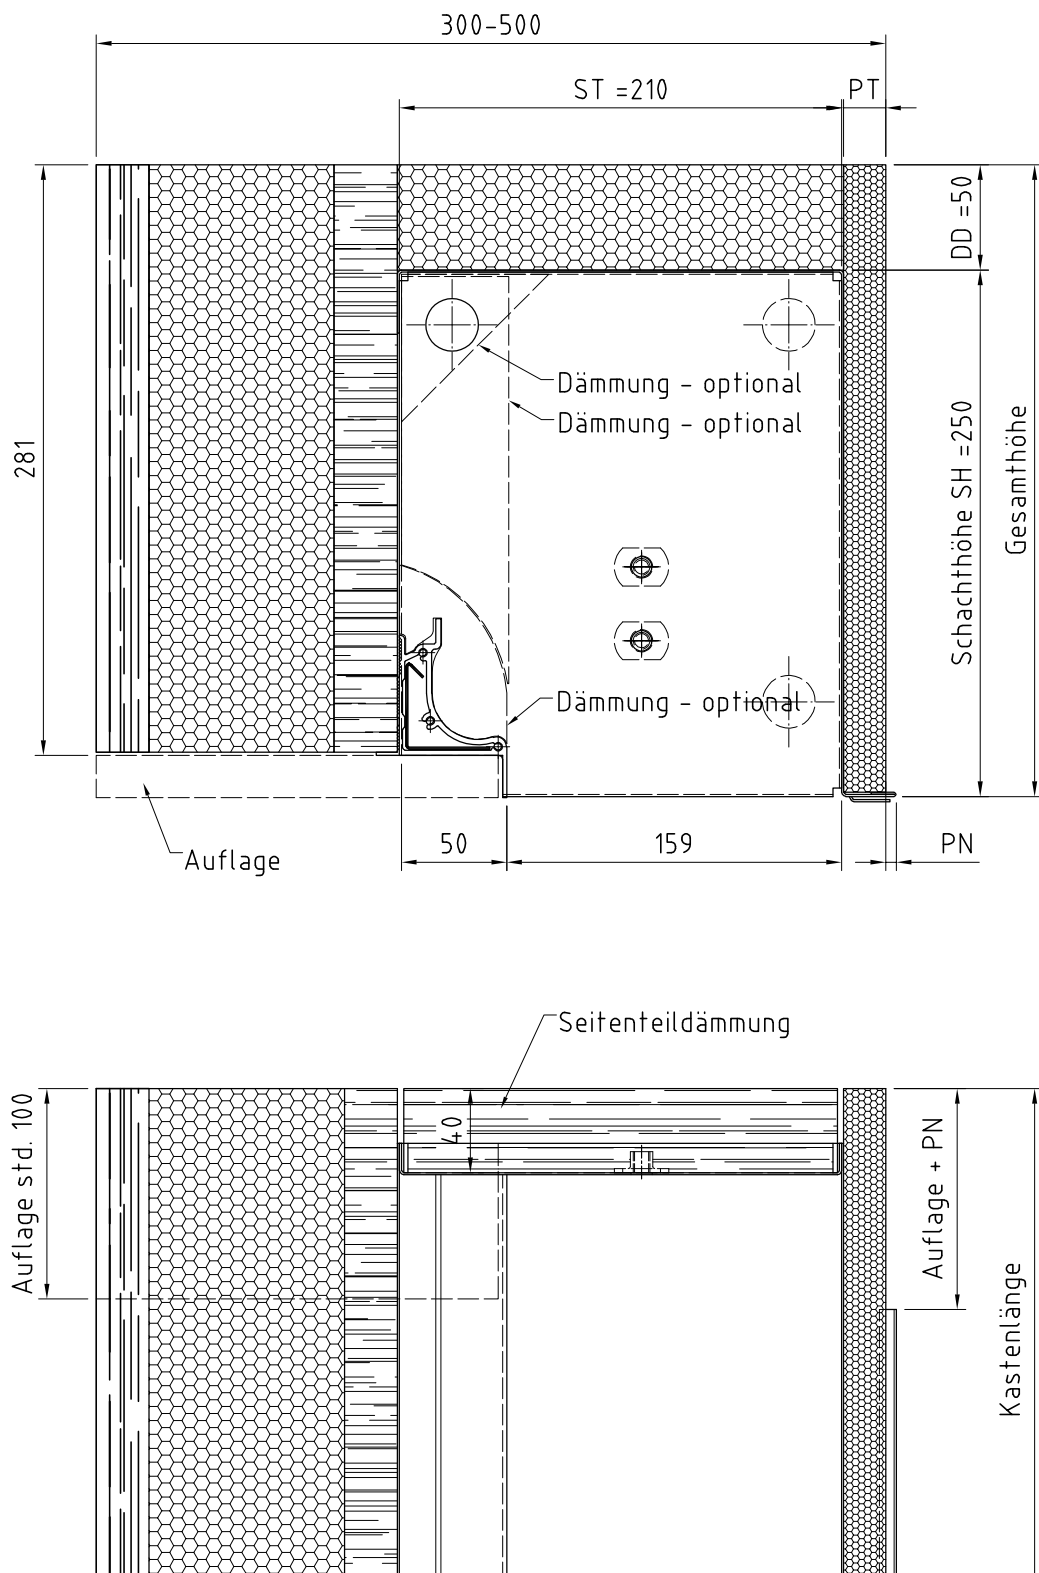 300-500
ST =210
PT
DD =50
281
Dämmung - optional
Dämmung - optional
Schachthöhe SH =250
Gesamthöhe
Dämmung - optional
50
159
PN
Auflage
Seitenteildämmung
Auflage std. 100
40
Auflage + PN
Kastenlänge